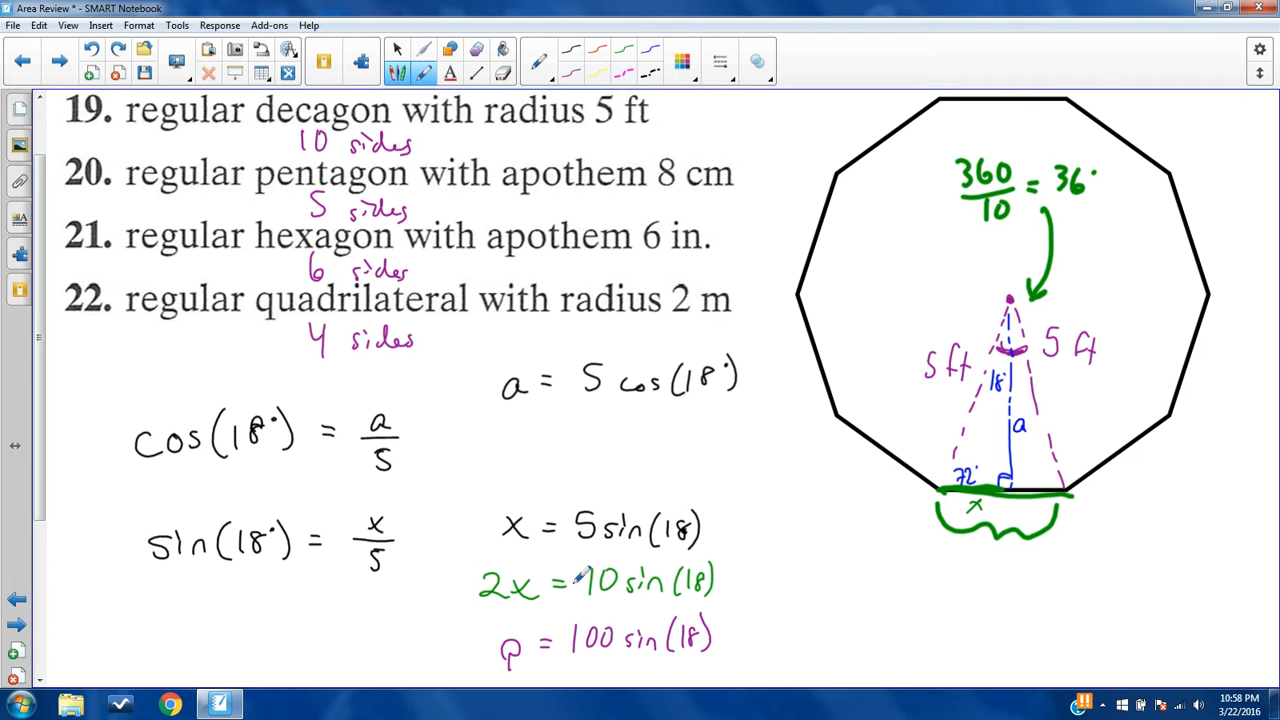 Area Review * - SMART Notebook
File Edit View Insert Format Tools Response Add-ons Help
19. regular decagon with radius 5 ft
10 sides
20. regular pentagon with apothem 8 cm
5 sides
21. regular hexagon with apothem 6 in.
6 sides
22. regular quadrilateral with radius 2 m
4 sides
a = 5 cos(18°)
cos(18°) = a/5
sin(18°) = x/5
x = 5 sin(18)
2x = 10 sin(18)
p = 100 sin(18)
360/10 = 36°
5 ft 5 ft
18°
a
72°
x
10:58 PM
3/22/2016